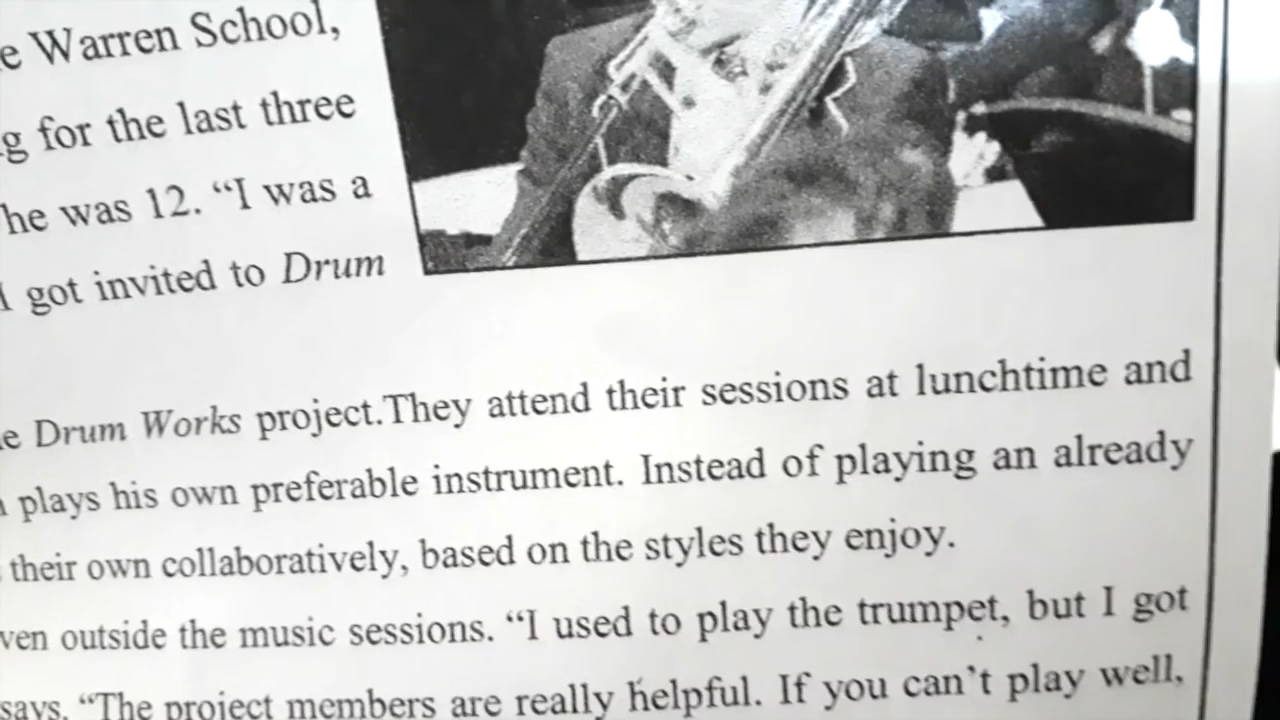 e Warren School,
g for the last three
he was 12. “I was a
I got invited to Drum
e Drum Works project.They attend their sessions at lunchtime and
plays his own preferable instrument. Instead of playing an already
their own collaboratively, based on the styles they enjoy.
ven outside the music sessions. “I used to play the trumpet, but I got
says. “The project members are really helpful. If you can’t play well,